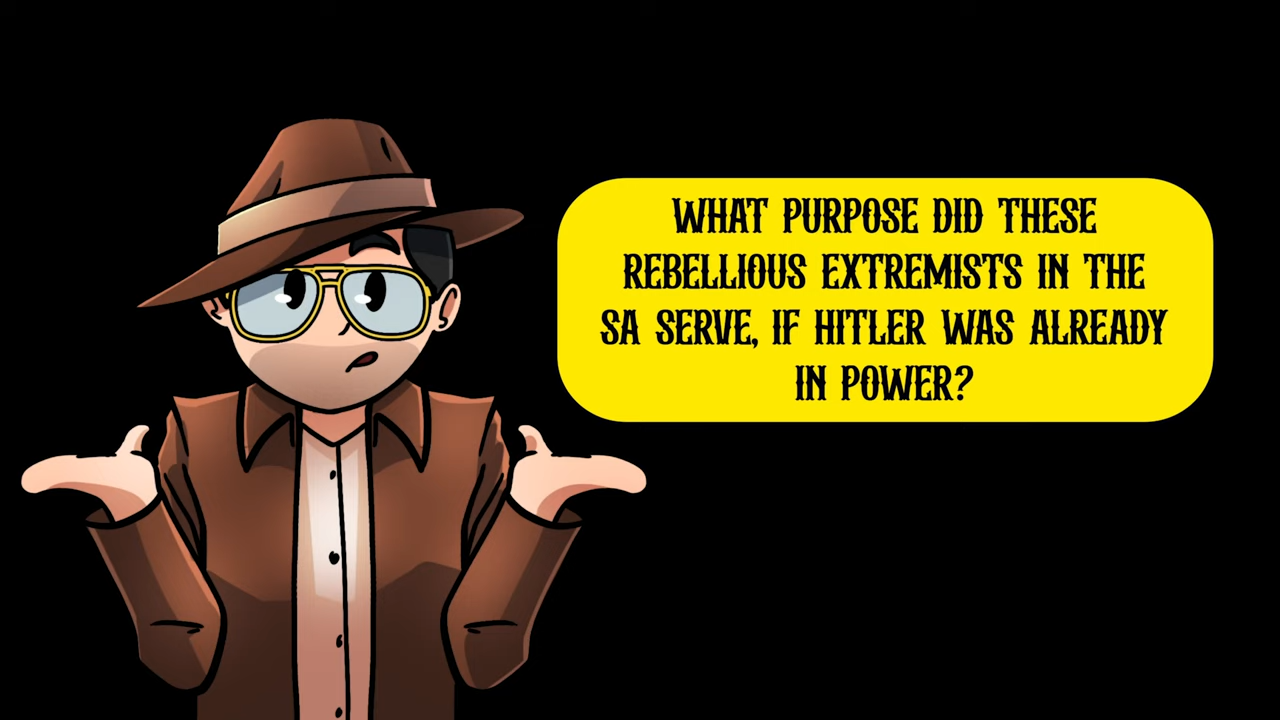 WHAT PURPOSE DID THESE
REBELLIOUS EXTREMISTS IN THE
SA SERVE, IF HITLER WAS ALREADY
IN POWER?